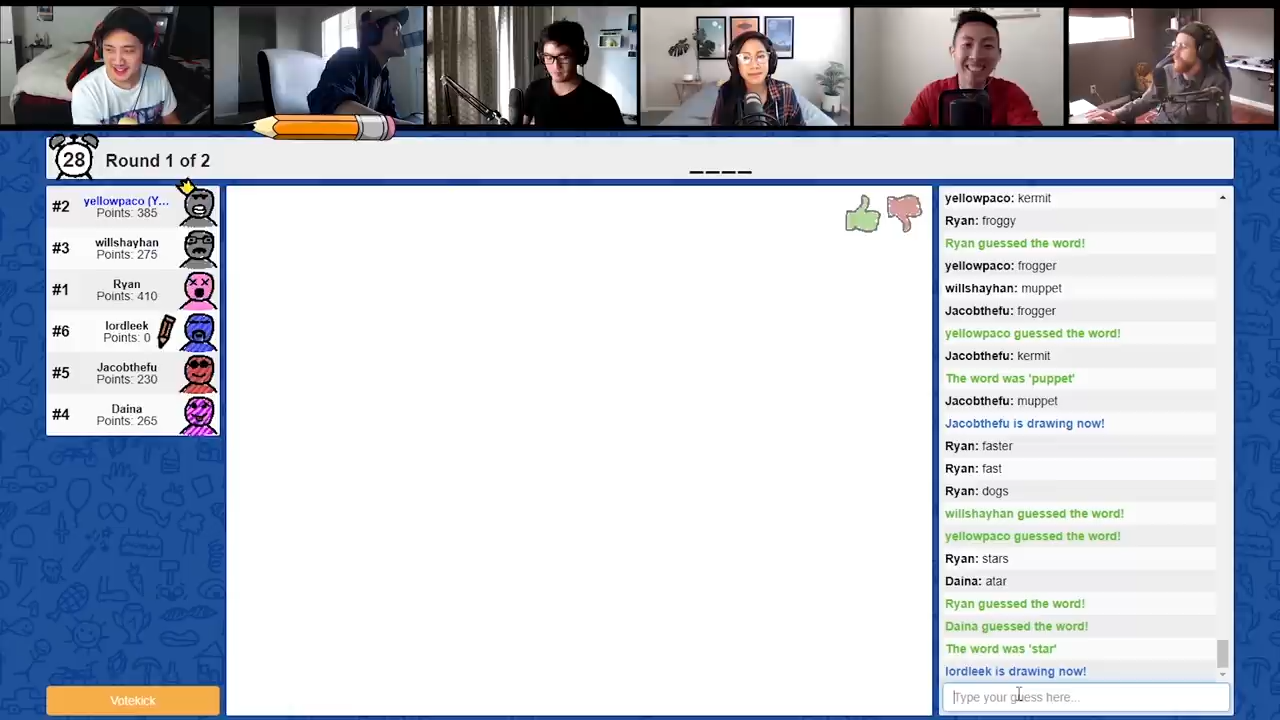 28
Round 1 of 2
____
#2 yellowpaco (Y...
Points: 385
#3 willshayhan
Points: 275
#1 Ryan
Points: 410
#6 lordleek
Points: 0
#5 Jacobthefu
Points: 230
#4 Daina
Points: 265
Votekick
yellowpaco: kermit
Ryan: froggy
Ryan guessed the word!
yellowpaco: frogger
willshayhan: muppet
Jacobthefu: frogger
yellowpaco guessed the word!
Jacobthefu: kermit
The word was 'puppet'
Jacobthefu: muppet
Jacobthefu is drawing now!
Ryan: faster
Ryan: fast
Ryan: dogs
willshayhan guessed the word!
yellowpaco guessed the word!
Ryan: stars
Daina: atar
Ryan guessed the word!
Daina guessed the word!
The word was 'star'
lordleek is drawing now!
Type your guess here...